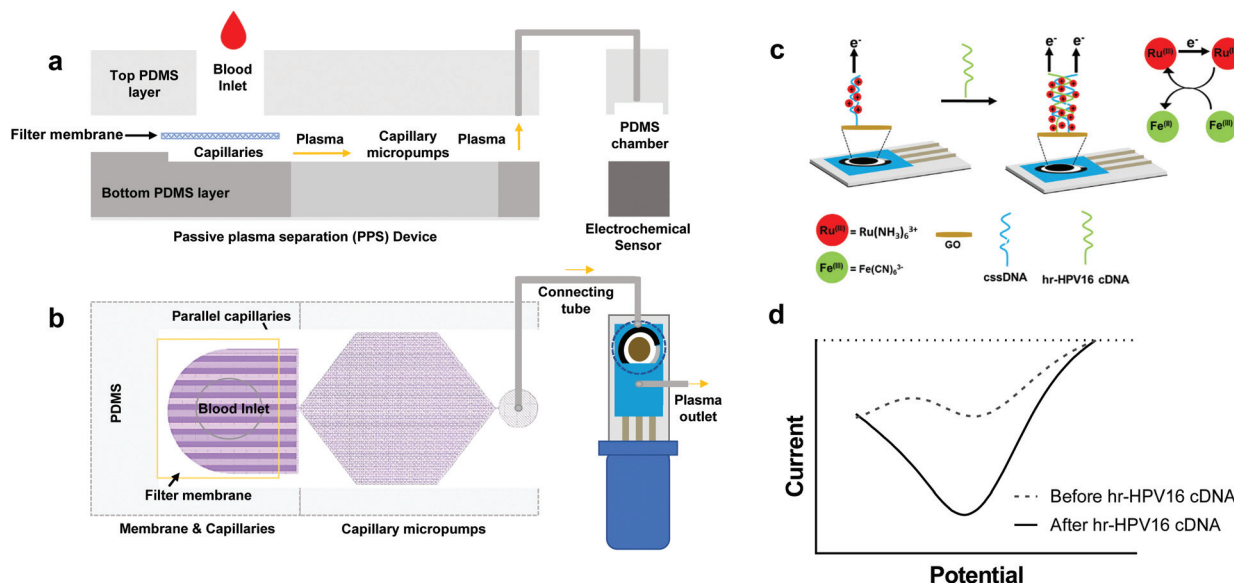 a
Top PDMS
layer
Blood
Inlet
Filter membrane
Capillaries
Plasma
Capillary
micropumps
Plasma
PDMS
chamber
Bottom PDMS layer
Passive plasma separation (PPS) Device
Electrochemical
Sensor
b
Parallel capillaries
Connecting
tube
PDMS
Blood Inlet
Plasma
outlet
Filter membrane
Membrane & Capillaries
Capillary micropumps
c
e-
e-
e-
Ru(III)
e-
Fe(II)
Fe(III)
Ru(III) = Ru(NH3)6 3+
GO
Fe(III) = Fe(CN)6 3-
cssDNA
hr-HPV16 cDNA
d
Current
Before hr-HPV16 cDNA
After hr-HPV16 cDNA
Potential